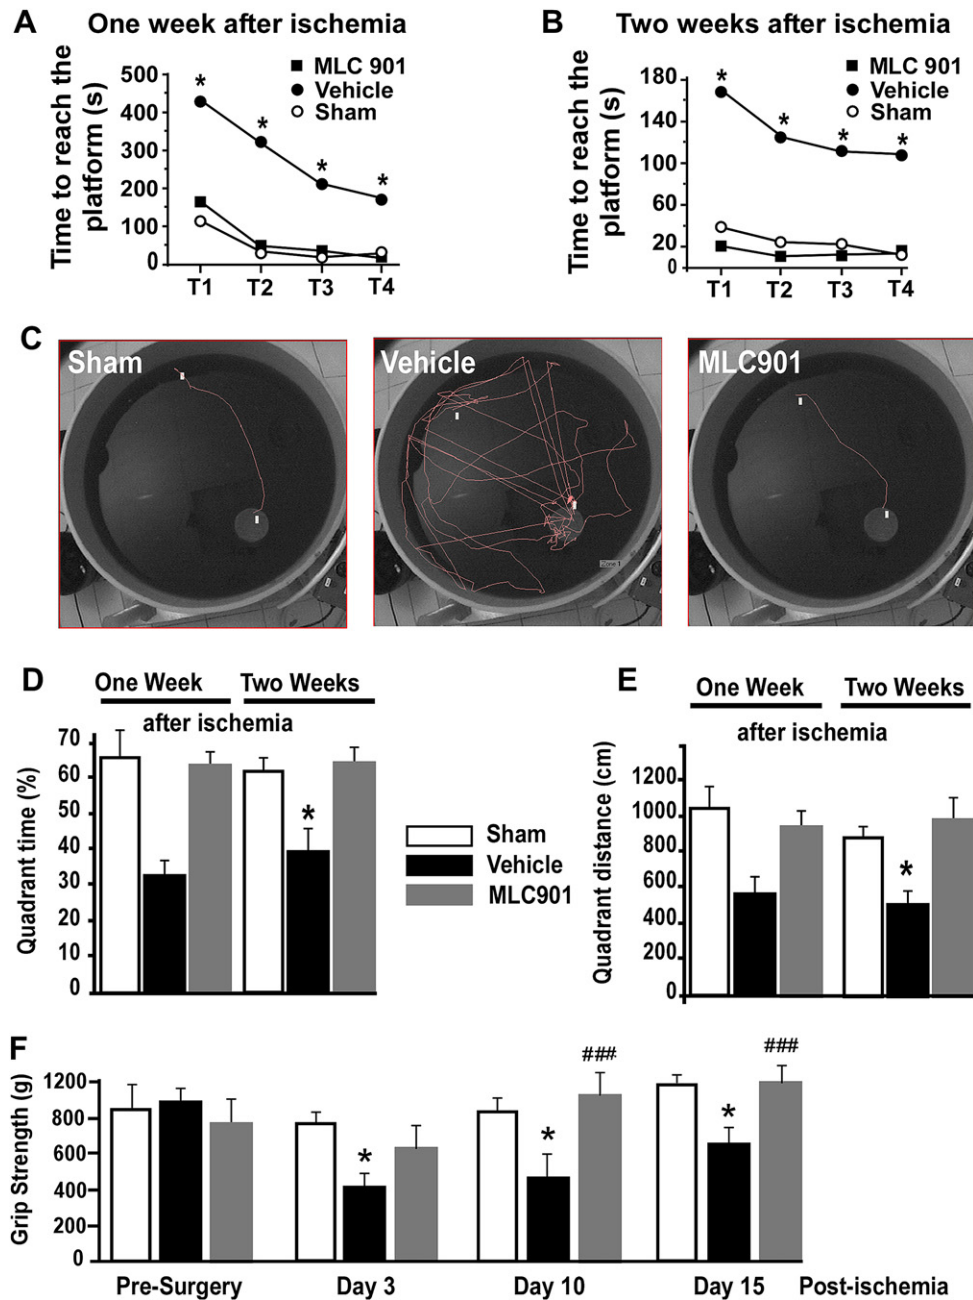 A One week after ischemia
Time to reach the platform (s)
500
400
300
200
100
0
MLC 901
Vehicle
Sham
*
*
*
*
T1 T2 T3 T4
B Two weeks after ischemia
Time to reach the platform (s)
180
140
100
60
20
0
MLC 901
Vehicle
Sham
*
*
*
*
T1 T2 T3 T4
C
Sham
Vehicle
Zone 1
MLC901
D
One Week Two Weeks
after ischemia
Quadrant time (%)
70
60
50
40
30
20
10
0
*
Sham
Vehicle
MLC901
E
One Week Two Weeks
after ischemia
Quadrant distance (cm)
1200
1000
800
600
400
200
0
*
F
Grip Strength (g)
1200
800
600
400
200
0
*
*
###
*
###
Pre-Surgery Day 3 Day 10 Day 15 Post-ischemia